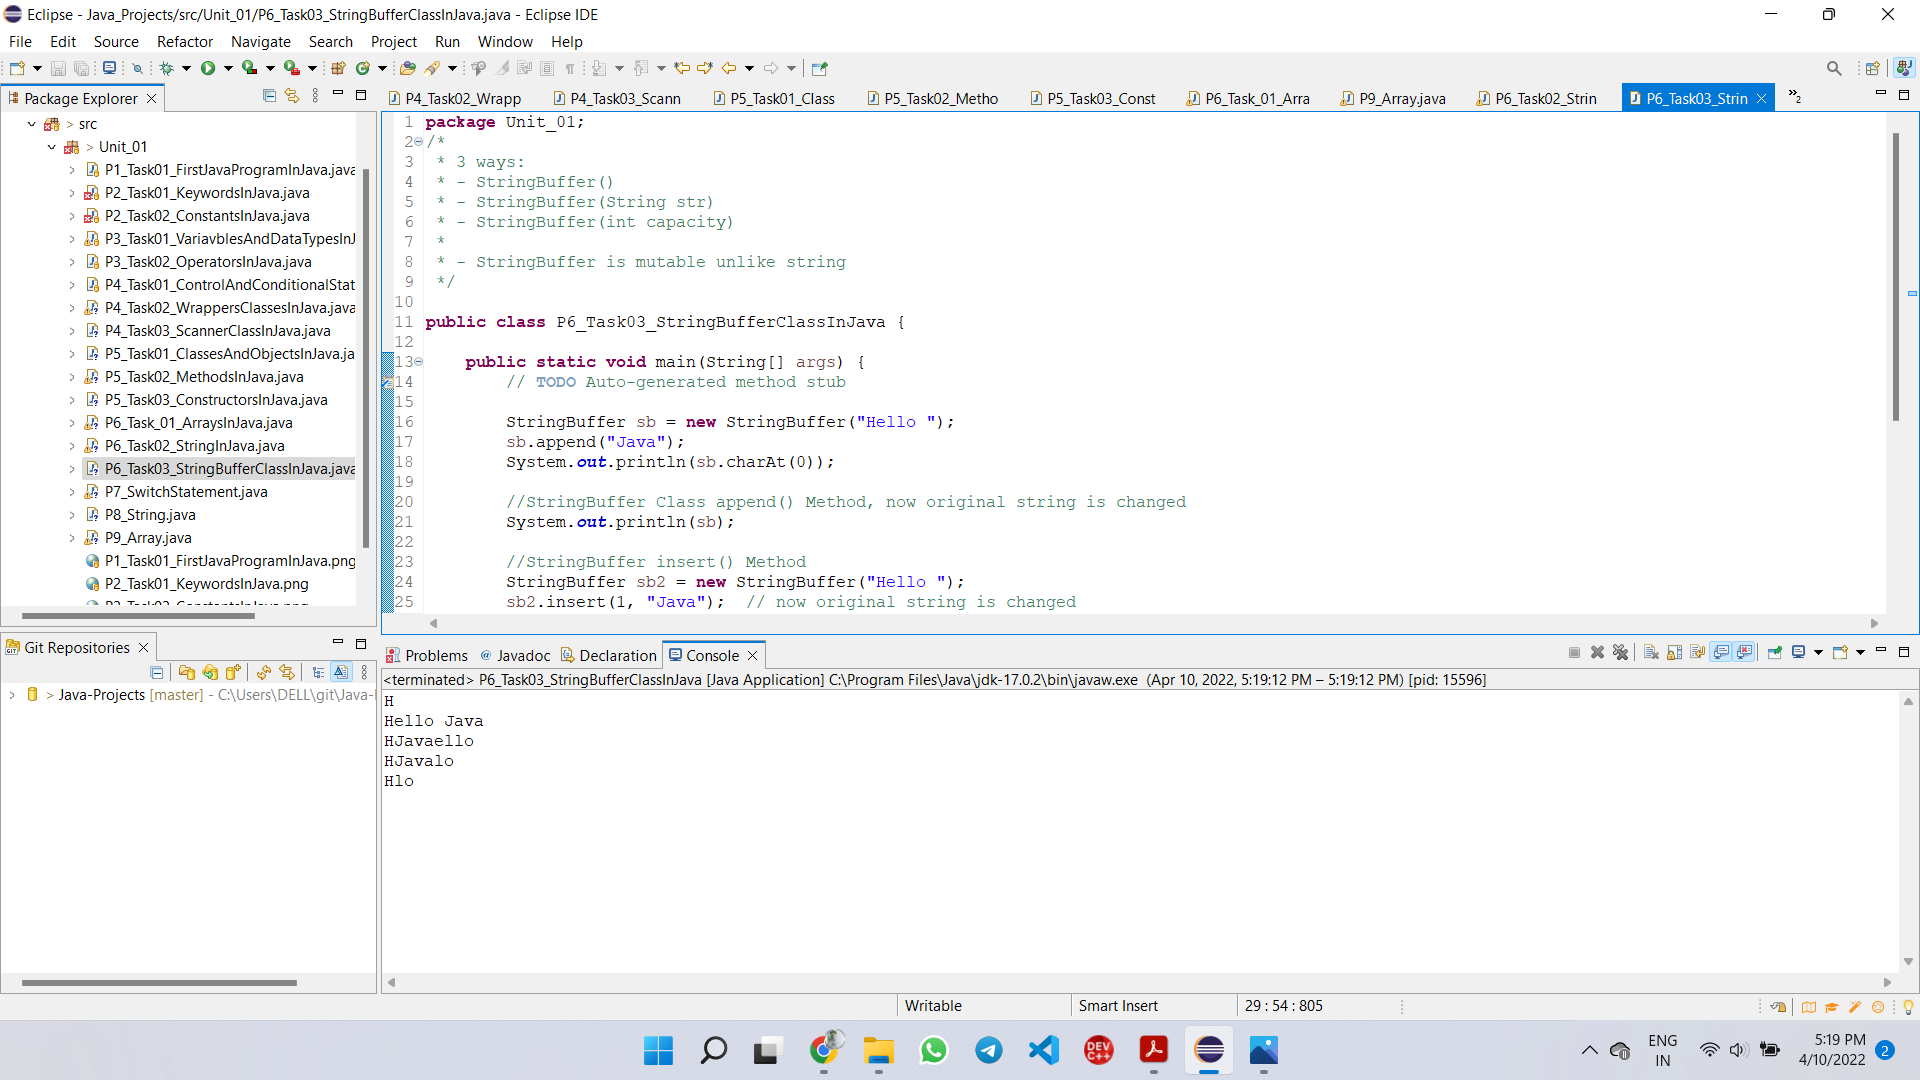 Eclipse - Java_Projects/src/Unit_01/P6_Task03_StringBufferClassInJava.java - Eclipse IDE
File Edit Source Refactor Navigate Search Project Run Window Help
Package Explorer
P4_Task02_Wrapp P4_Task03_Scann P5_Task01_Class P5_Task02_Metho P5_Task03_Const P6_Task_01_Arra P9_Array.java P6_Task02_Strin P6_Task03_Strin »2
> src
> Unit_01
P1_Task01_FirstJavaProgramInJava.java
P2_Task01_KeywordsInJava.java
P2_Task02_ConstantsInJava.java
P3_Task01_VariavblesAndDataTypesInJ
P3_Task02_OperatorsInJava.java
P4_Task01_ControlAndConditionalStat
P4_Task02_WrappersClassesInJava.java
P4_Task03_ScannerClassInJava.java
P5_Task01_ClassesAndObjectsInJava.ja
P5_Task02_MethodsInJava.java
P5_Task03_ConstructorsInJava.java
P6_Task_01_ArraysInJava.java
P6_Task02_StringInJava.java
P6_Task03_StringBufferClassInJava.java
P7_SwitchStatement.java
P8_String.java
P9_Array.java
P1_Task01_FirstJavaProgramInJava.png
P2_Task01_KeywordsInJava.png
1 package Unit_01;
2 /*
3 * 3 ways:
4 * - StringBuffer()
5 * - StringBuffer(String str)
6 * - StringBuffer(int capacity)
7 *
8 * - StringBuffer is mutable unlike string
9 */
10
11 public class P6_Task03_StringBufferClassInJava {
12
13 public static void main(String[] args) {
14 // TODO Auto-generated method stub
15
16 StringBuffer sb = new StringBuffer("Hello ");
17 sb.append("Java");
18 System.out.println(sb.charAt(0));
19
20 //StringBuffer Class append() Method, now original string is changed
21 System.out.println(sb);
22
23 //StringBuffer insert() Method
24 StringBuffer sb2 = new StringBuffer("Hello ");
25 sb2.insert(1, "Java"); // now original string is changed
Git Repositories
> Java-Projects [master] - C:\Users\DELL\git\Java-
Problems @ Javadoc Declaration Console
<terminated> P6_Task03_StringBufferClassInJava [Java Application] C:\Program Files\Java\jdk-17.0.2\bin\javaw.exe (Apr 10, 2022, 5:19:12 PM – 5:19:12 PM) [pid: 15596]
H
Hello Java
HJavaello
HJavalo
Hlo
Writable Smart Insert 29 : 54 : 805
DEV C++
ENG
IN
5:19 PM
4/10/2022
2